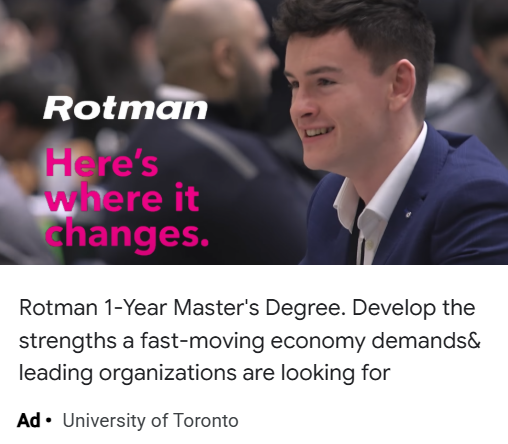 Rotman
Here's
where it
changes.
Rotman 1-Year Master's Degree. Develop the
strengths a fast-moving economy demands&
leading organizations are looking for
Ad • University of Toronto